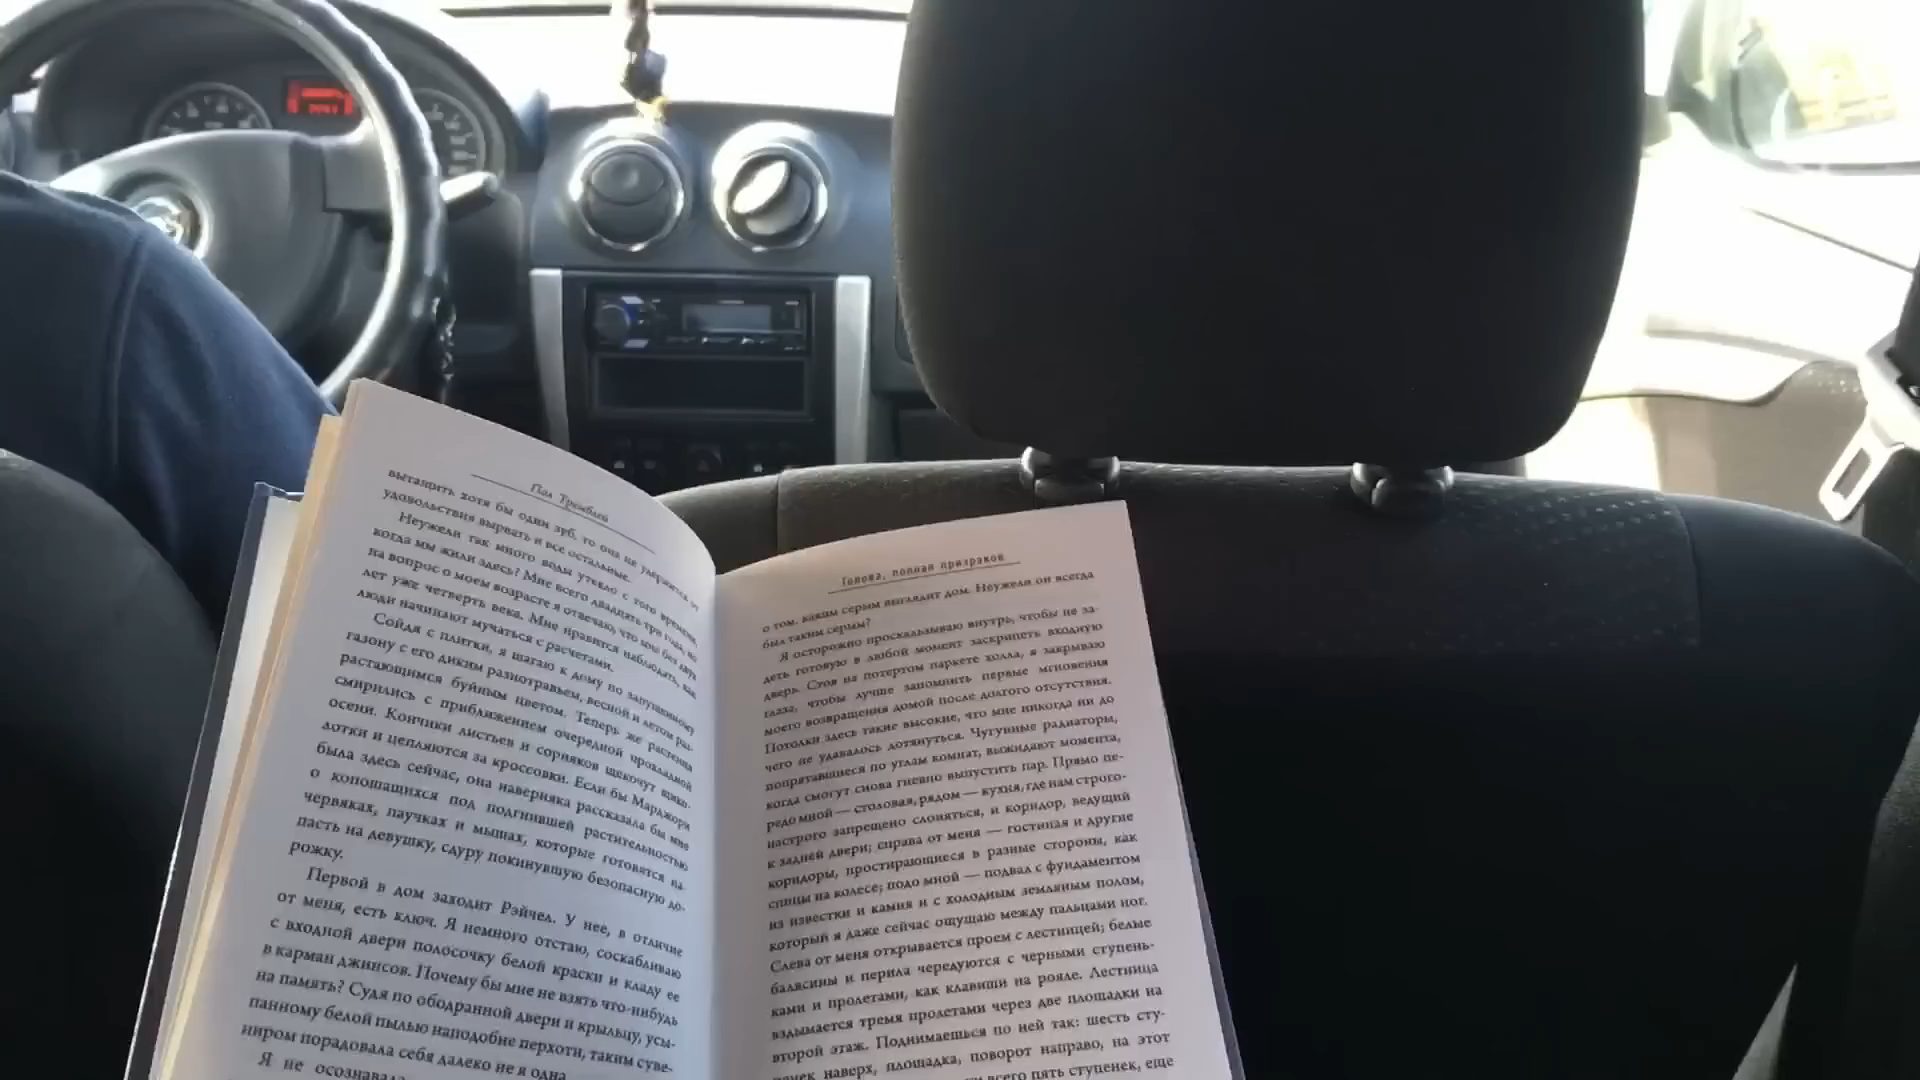 Пол Тремблей
вытащить хотя бы один зуб, то она не удержится от
удовольствия вырвать и все остальные.
Неужели так много воды утекло с того времени,
когда мы жили здесь? Мне всего двадцать три года, но
на вопрос о моем возрасте я отвечаю, что мне без двух
лет уже четверть века. Мне нравится наблюдать, как
люди начинают мучаться с расчетами.
Сойдя с плитки, я шагаю к дому по запущенному
газону с его диким разнотравьем, весной и летом раз-
растающимся буйным цветом. Теперь же растения
смирились с приближением очередной прохладной
осени. Кончики листьев и сорняков щекочут щико-
лотки и цепляются за кроссовки. Если бы Марджори
была здесь сейчас, она наверняка рассказала бы мне
о копошащихся под подгнившей растительностью
червяках, паучках и мышах, которые готовятся на-
пасть на девушку, сдуру покинувшую безопасную до-
рожку.
Первой в дом заходит Рэйчел. У нее, в отличие
от меня, есть ключ. Я немного отстаю, соскабливаю
с входной двери полосочку белой краски и кладу ее
в карман джинсов. Почему бы мне не взять что-нибудь
на память? Судя по ободранной двери и крыльцу, усы-
панному белой пылью наподобие перхоти, таким суве-
ниром порадовала себя далеко не я одна
Я не осознавала
Голова, полная призраков
о том, каким серым выглядит дом. Неужели он всегда
был таким серым?
Я осторожно проскальзываю внутрь, чтобы не за-
деть готовую в любой момент заскрипеть входную
дверь. Стоя на потертом паркете холла, я закрываю
глаза, чтобы лучше запомнить первые мгновения
моего возвращения домой после долгого отсутствия.
Потолки здесь такие высокие, что мне никогда ни до
чего не удавалось дотянуться. Чугунные радиаторы,
попрятавшиеся по углам комнат, выжидают момента,
когда смогут снова гневно выпустить пар. Прямо пе-
редо мной — столовая, рядом — кухня, где нам строго-
настрого запрещено слоняться, и коридор, ведущий
к задней двери; справа от меня — гостиная и другие
коридоры, простирающиеся в разные стороны, как
спицы на колесе; подо мной — подвал с фундаментом
из известки и камня и с холодным земляным полом,
который я даже сейчас ощущаю между пальцами ног.
Слева от меня открывается проем с лестницей; белые
балясины и перила чередуются с черными ступень-
ками и пролетами, как клавиши на рояле. Лестница
вздымается тремя пролетами через две площадки на
второй этаж. Поднимаешься по ней так: шесть сту-
пенек наверх, площадка, поворот направо, на этот
всего пять ступенек, еще